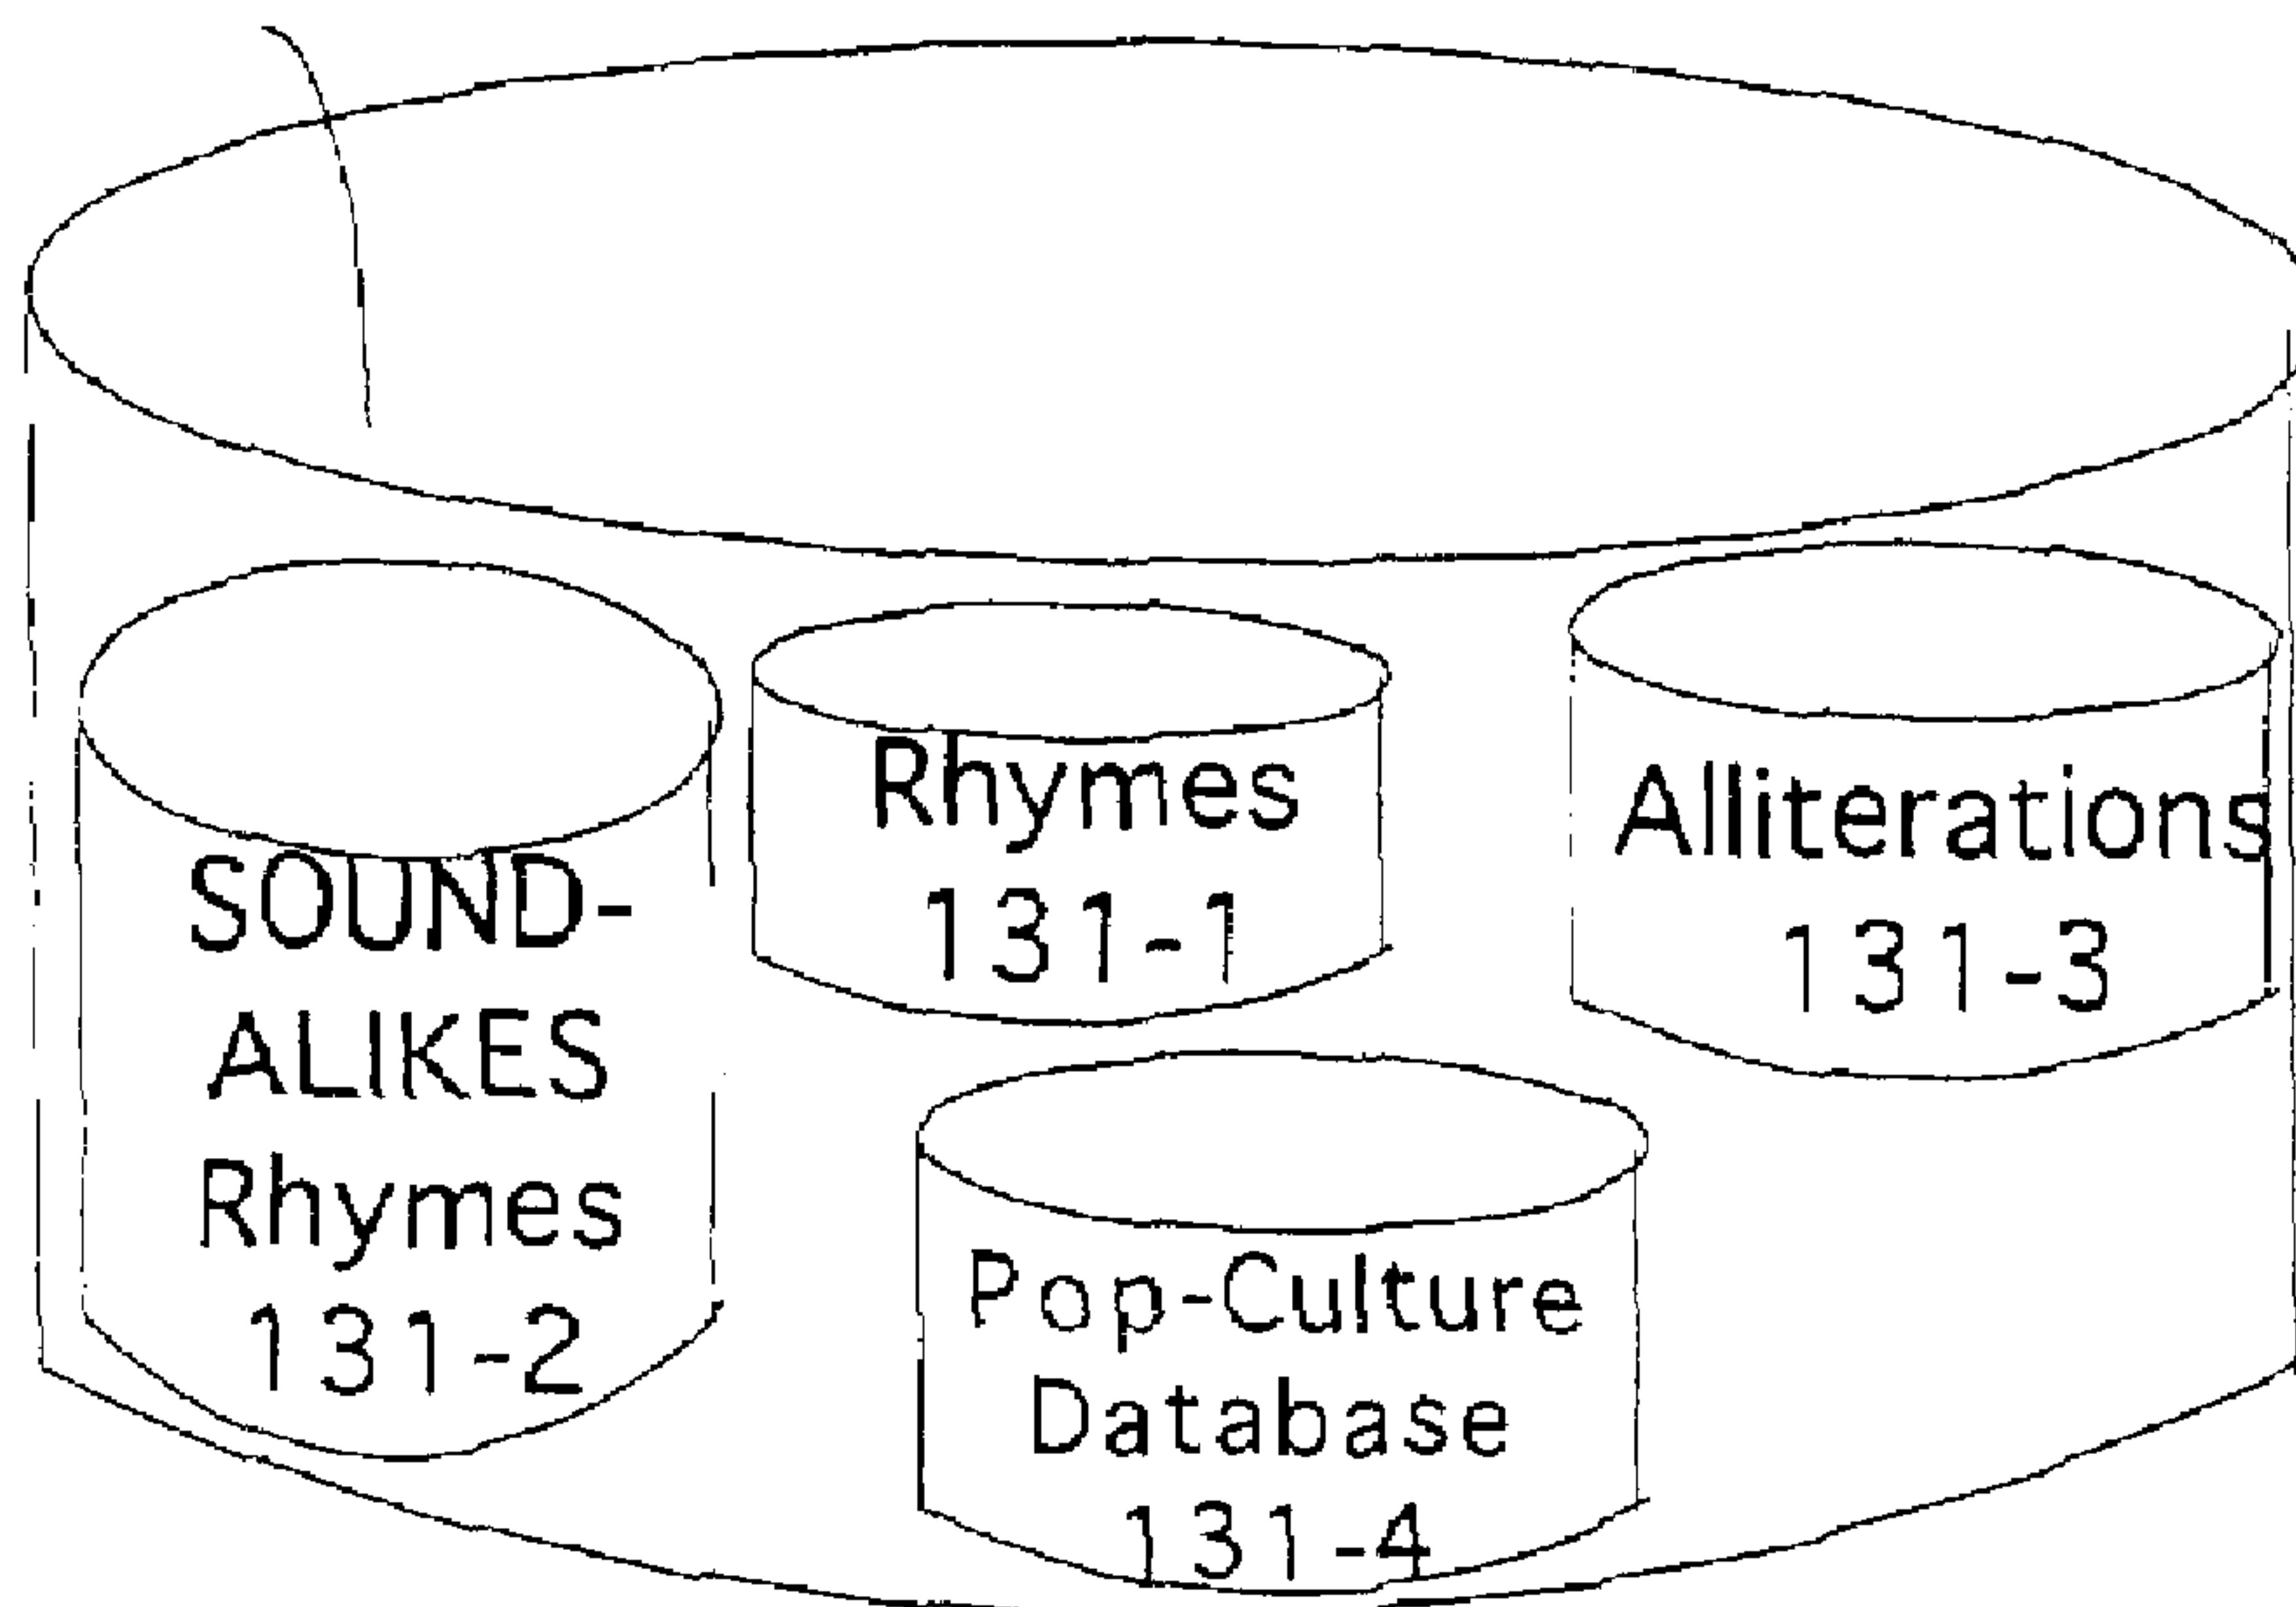 SOUND-
ALIKES
Rhymes
131-2
Rhymes
131-1
Alliterations
131-3
Pop-Culture
Database
131-4